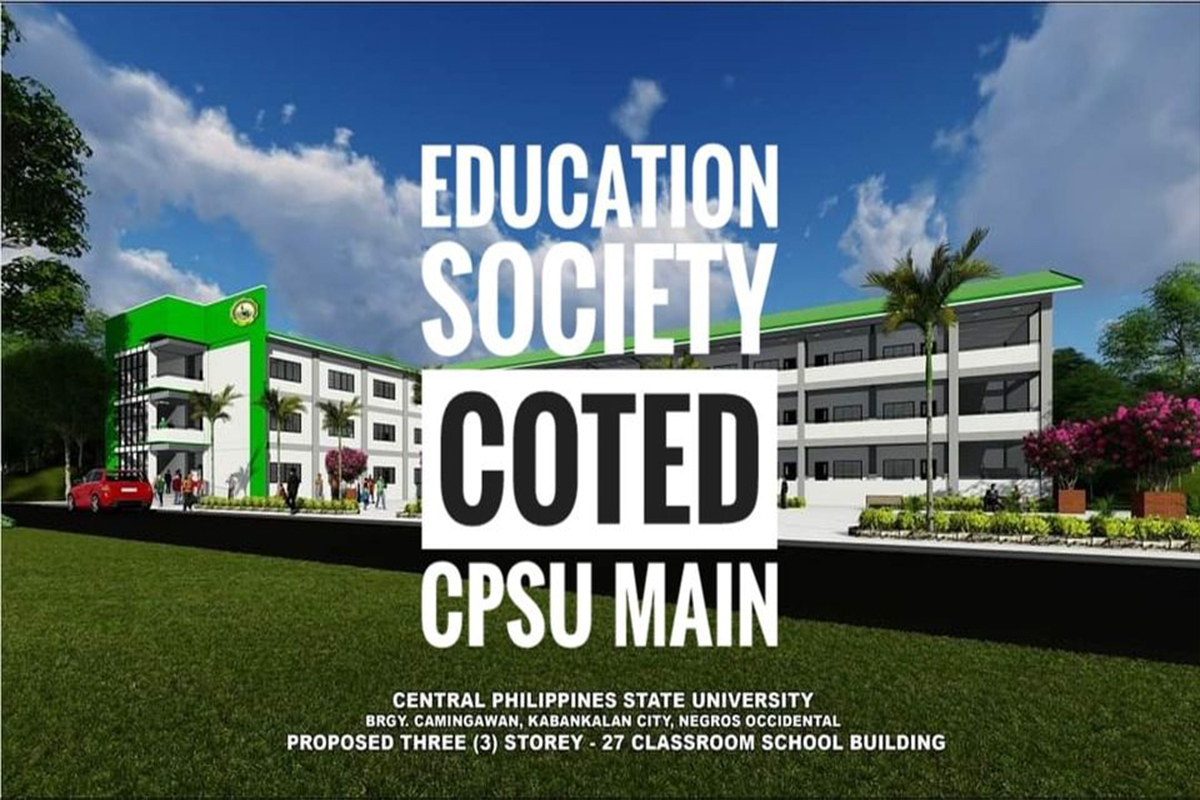 EDUCATION
SOCIETY
COTED
CPSU MAIN
CENTRAL PHILIPPINES STATE UNIVERSITY
BRGY. CAMINGAWAN, KABANKALAN CITY, NEGROS OCCIDENTAL
PROPOSED THREE (3) STOREY - 27 CLASSROOM SCHOOL BUILDING